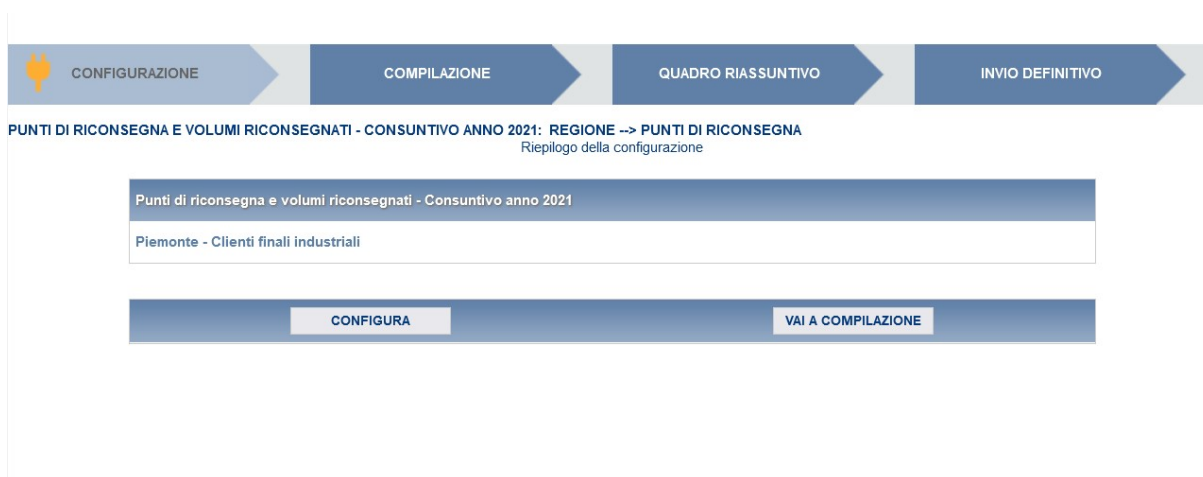 CONFIGURAZIONE
COMPILAZIONE
QUADRO RIASSUNTIVO
INVIO DEFINITIVO
PUNTI DI RICONSEGNA E VOLUMI RICONSEGNATI - CONSUNTIVO ANNO 2021: REGIONE --> PUNTI DI RICONSEGNA
Riepilogo della configurazione
Punti di riconsegna e volumi riconsegnati - Consuntivo anno 2021
Piemonte - Clienti finali industriali
CONFIGURA
VAI A COMPILAZIONE